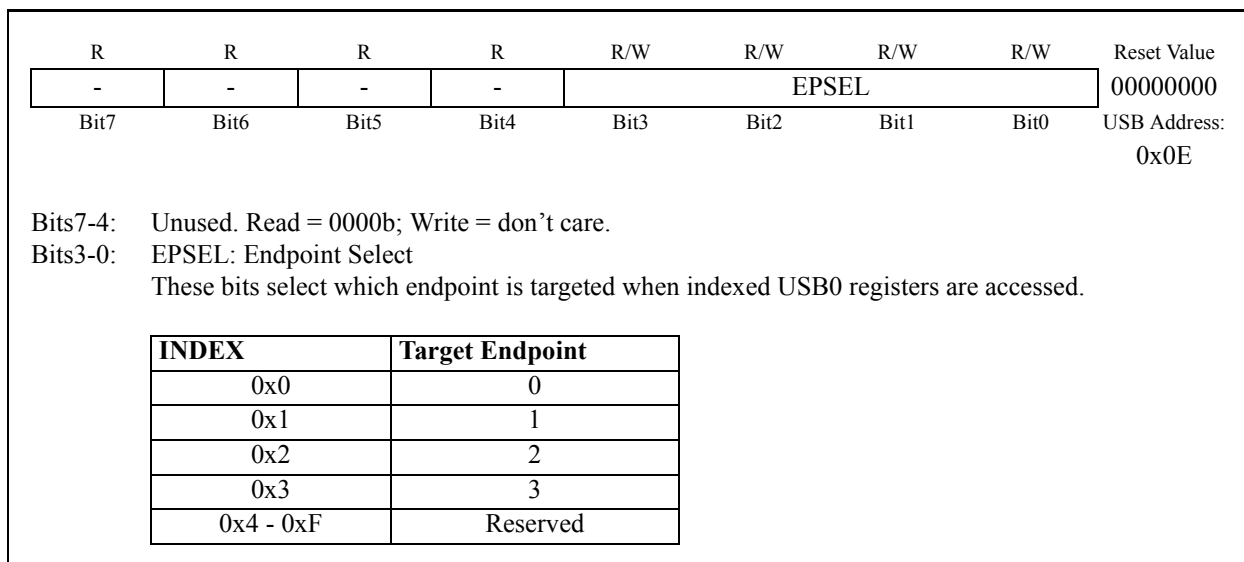 R R R R R/W R/W R/W R/W Reset Value
- - - - EPSEL 00000000
Bit7 Bit6 Bit5 Bit4 Bit3 Bit2 Bit1 Bit0 USB Address:
0x0E
Bits7-4: Unused. Read = 0000b; Write = don’t care.
Bits3-0: EPSEL: Endpoint Select
These bits select which endpoint is targeted when indexed USB0 registers are accessed.
INDEX Target Endpoint
0x0 0
0x1 1
0x2 2
0x3 3
0x4 - 0xF Reserved